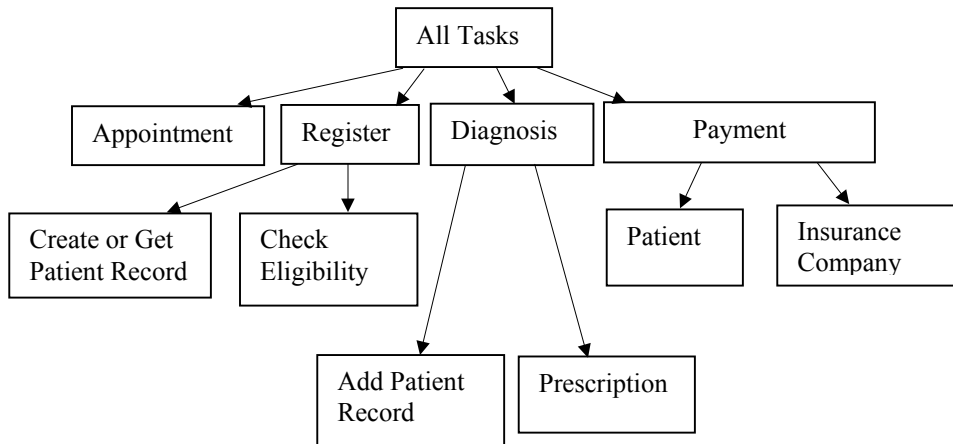 All Tasks
Appointment
Register
Diagnosis
Payment
Create or Get
Patient Record
Check
Eligibility
Patient
Insurance
Company
Add Patient
Record
Prescription